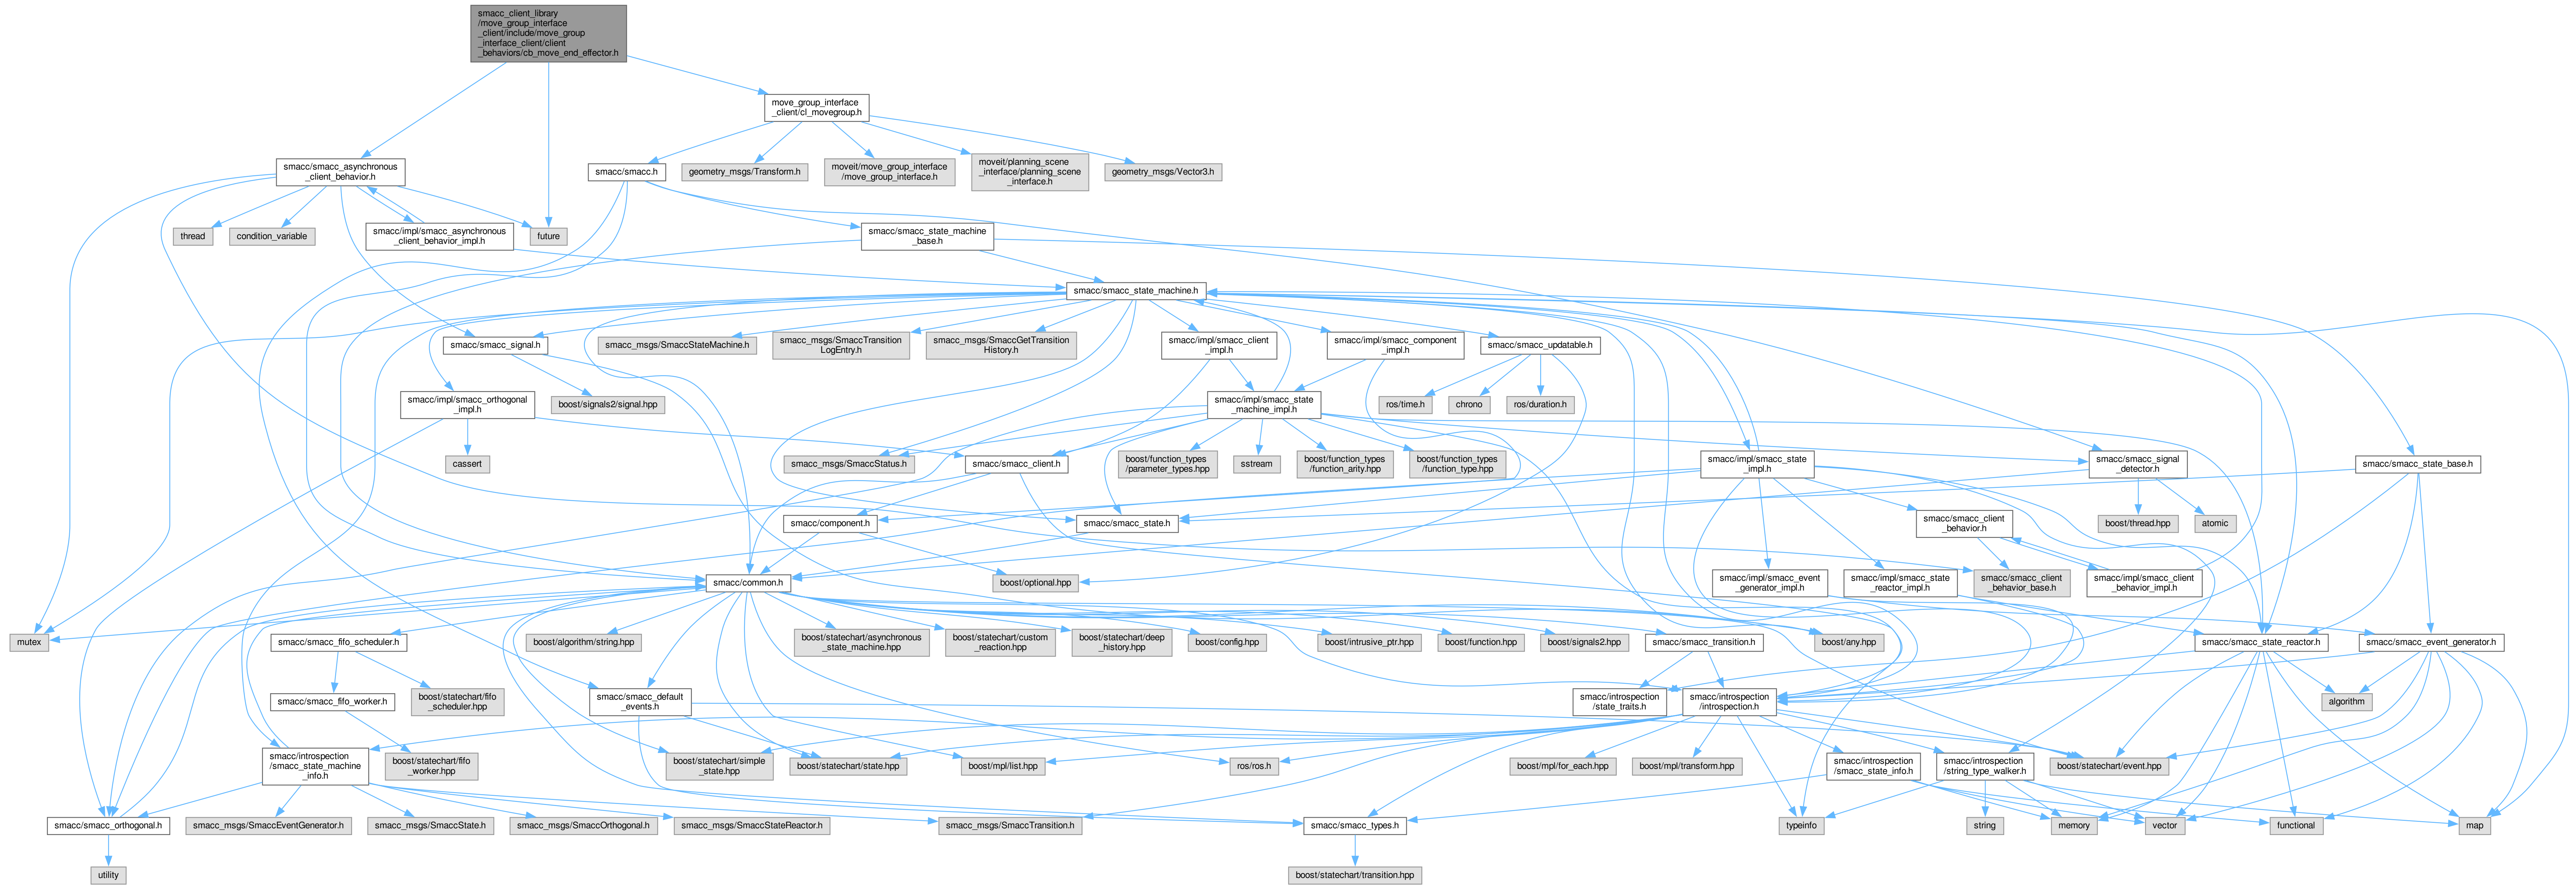 smacc_client_library
/move_group_interface
_client/include/move_group
_interface_client/client
_behaviors/cb_move_end_effector.h
move_group_interface
_client/cl_movegroup.h
smacc/smacc_asynchronous
_client_behavior.h
smacc/smacc.h
geometry_msgs/Transform.h
moveit/move_group_interface
/move_group_interface.h
moveit/planning_scene
_interface/planning_scene
_interface.h
geometry_msgs/Vector3.h
thread
condition_variable
smacc/impl/smacc_asynchronous
_client_behavior_impl.h
future
smacc/smacc_state_machine
_base.h
smacc/smacc_state_machine.h
smacc/smacc_signal.h
smacc_msgs/SmaccStateMachine.h
smacc_msgs/SmaccTransition
LogEntry.h
smacc_msgs/SmaccGetTransition
History.h
smacc/impl/smacc_client
_impl.h
smacc/impl/smacc_component
_impl.h
smacc/smacc_updatable.h
smacc/impl/smacc_orthogonal
_impl.h
boost/signals2/signal.hpp
smacc/impl/smacc_state
_machine_impl.h
ros/time.h
chrono
ros/duration.h
cassert
smacc_msgs/SmaccStatus.h
smacc/smacc_client.h
boost/function_types
/parameter_types.hpp
sstream
boost/function_types
/function_arity.hpp
boost/function_types
/function_type.hpp
smacc/impl/smacc_state
_impl.h
smacc/smacc_signal
_detector.h
smacc/smacc_state_base.h
smacc/component.h
smacc/smacc_state.h
smacc/smacc_client
_behavior.h
boost/thread.hpp
atomic
smacc/common.h
boost/optional.hpp
smacc/impl/smacc_event
_generator_impl.h
smacc/impl/smacc_state
_reactor_impl.h
smacc/smacc_client
_behavior_base.h
smacc/impl/smacc_client
_behavior_impl.h
mutex
smacc/smacc_fifo_scheduler.h
boost/algorithm/string.hpp
boost/statechart/asynchronous
_state_machine.hpp
boost/statechart/custom
_reaction.hpp
boost/statechart/deep
_history.hpp
boost/config.hpp
boost/intrusive_ptr.hpp
boost/function.hpp
boost/signals2.hpp
smacc/smacc_transition.h
boost/any.hpp
smacc/smacc_state_reactor.h
smacc/smacc_event_generator.h
smacc/smacc_fifo_worker.h
boost/statechart/fifo
_scheduler.hpp
smacc/smacc_default
_events.h
smacc/introspection
/state_traits.h
smacc/introspection
/introspection.h
algorithm
smacc/introspection
/smacc_state_machine
_info.h
boost/statechart/fifo
_worker.hpp
boost/statechart/simple
_state.hpp
boost/statechart/state.hpp
boost/mpl/list.hpp
ros/ros.h
boost/mpl/for_each.hpp
boost/mpl/transform.hpp
smacc/introspection
/smacc_state_info.h
smacc/introspection
/string_type_walker.h
boost/statechart/event.hpp
smacc/smacc_orthogonal.h
smacc_msgs/SmaccEventGenerator.h
smacc_msgs/SmaccState.h
smacc_msgs/SmaccOrthogonal.h
smacc_msgs/SmaccStateReactor.h
smacc_msgs/SmaccTransition.h
smacc/smacc_types.h
typeinfo
string
memory
vector
functional
map
utility
boost/statechart/transition.hpp